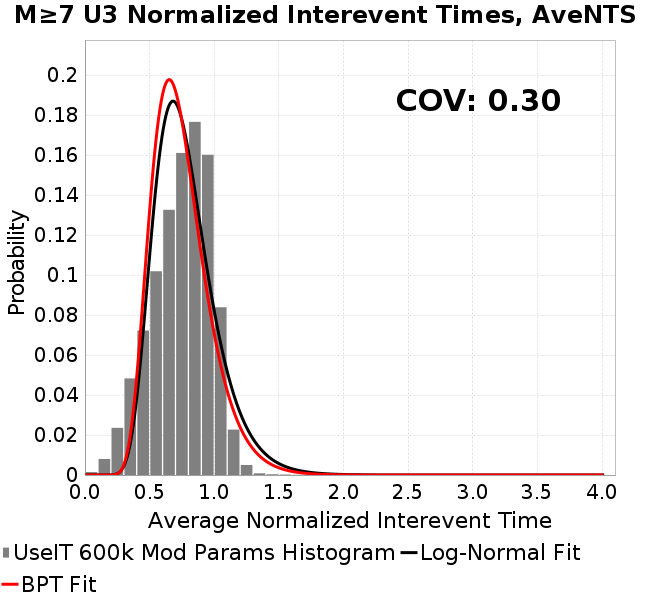 M≥7 U3 Normalized Interevent Times, AveNTS
COV: 0.30
0.2
0.18
0.16
0.14
0.12
0.1
0.08
0.06
0.04
0.02
0
Probability
0.0 0.5 1.0 1.5 2.0 2.5 3.0 3.5 4.0
Average Normalized Interevent Time
UseIT 600k Mod Params Histogram Log-Normal Fit
BPT Fit